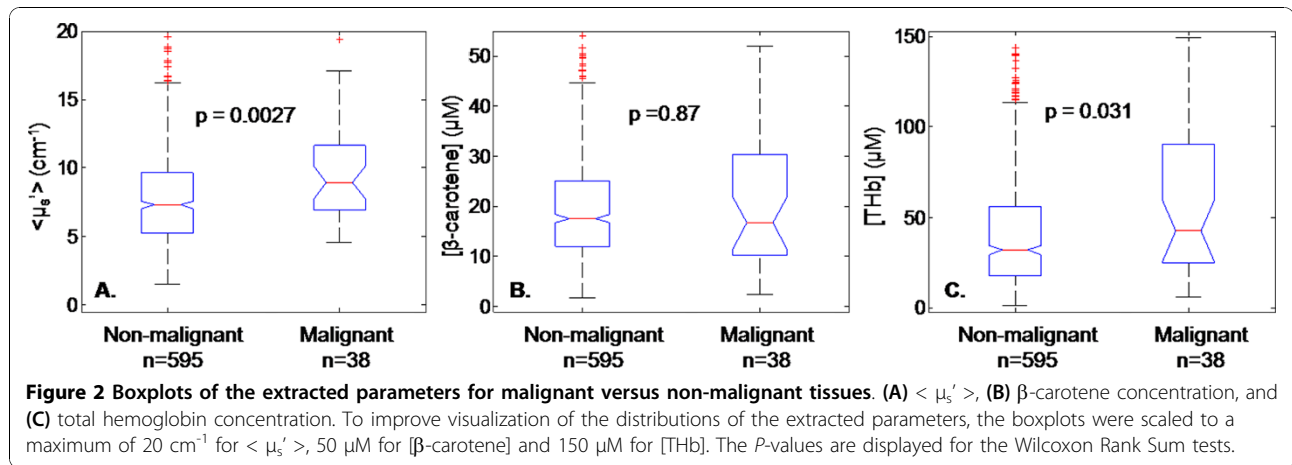 20
15
10
5
0
<μs'> (cm-1)
p = 0.0027
A.
Non-malignant
n=595
Malignant
n=38
50
40
30
20
10
0
[β-carotene] (μM)
p =0.87
B.
Non-malignant
n=595
Malignant
n=38
150
100
50
0
[THb] (μM)
p = 0.031
C.
Non-malignant
n=595
Malignant
n=38
Figure 2 Boxplots of the extracted parameters for malignant versus non-malignant tissues. (A) < μs' >, (B) β-carotene concentration, and
(C) total hemoglobin concentration. To improve visualization of the distributions of the extracted parameters, the boxplots were scaled to a
maximum of 20 cm-1 for < μs' >, 50 μM for [β-carotene] and 150 μM for [THb]. The P-values are displayed for the Wilcoxon Rank Sum tests.